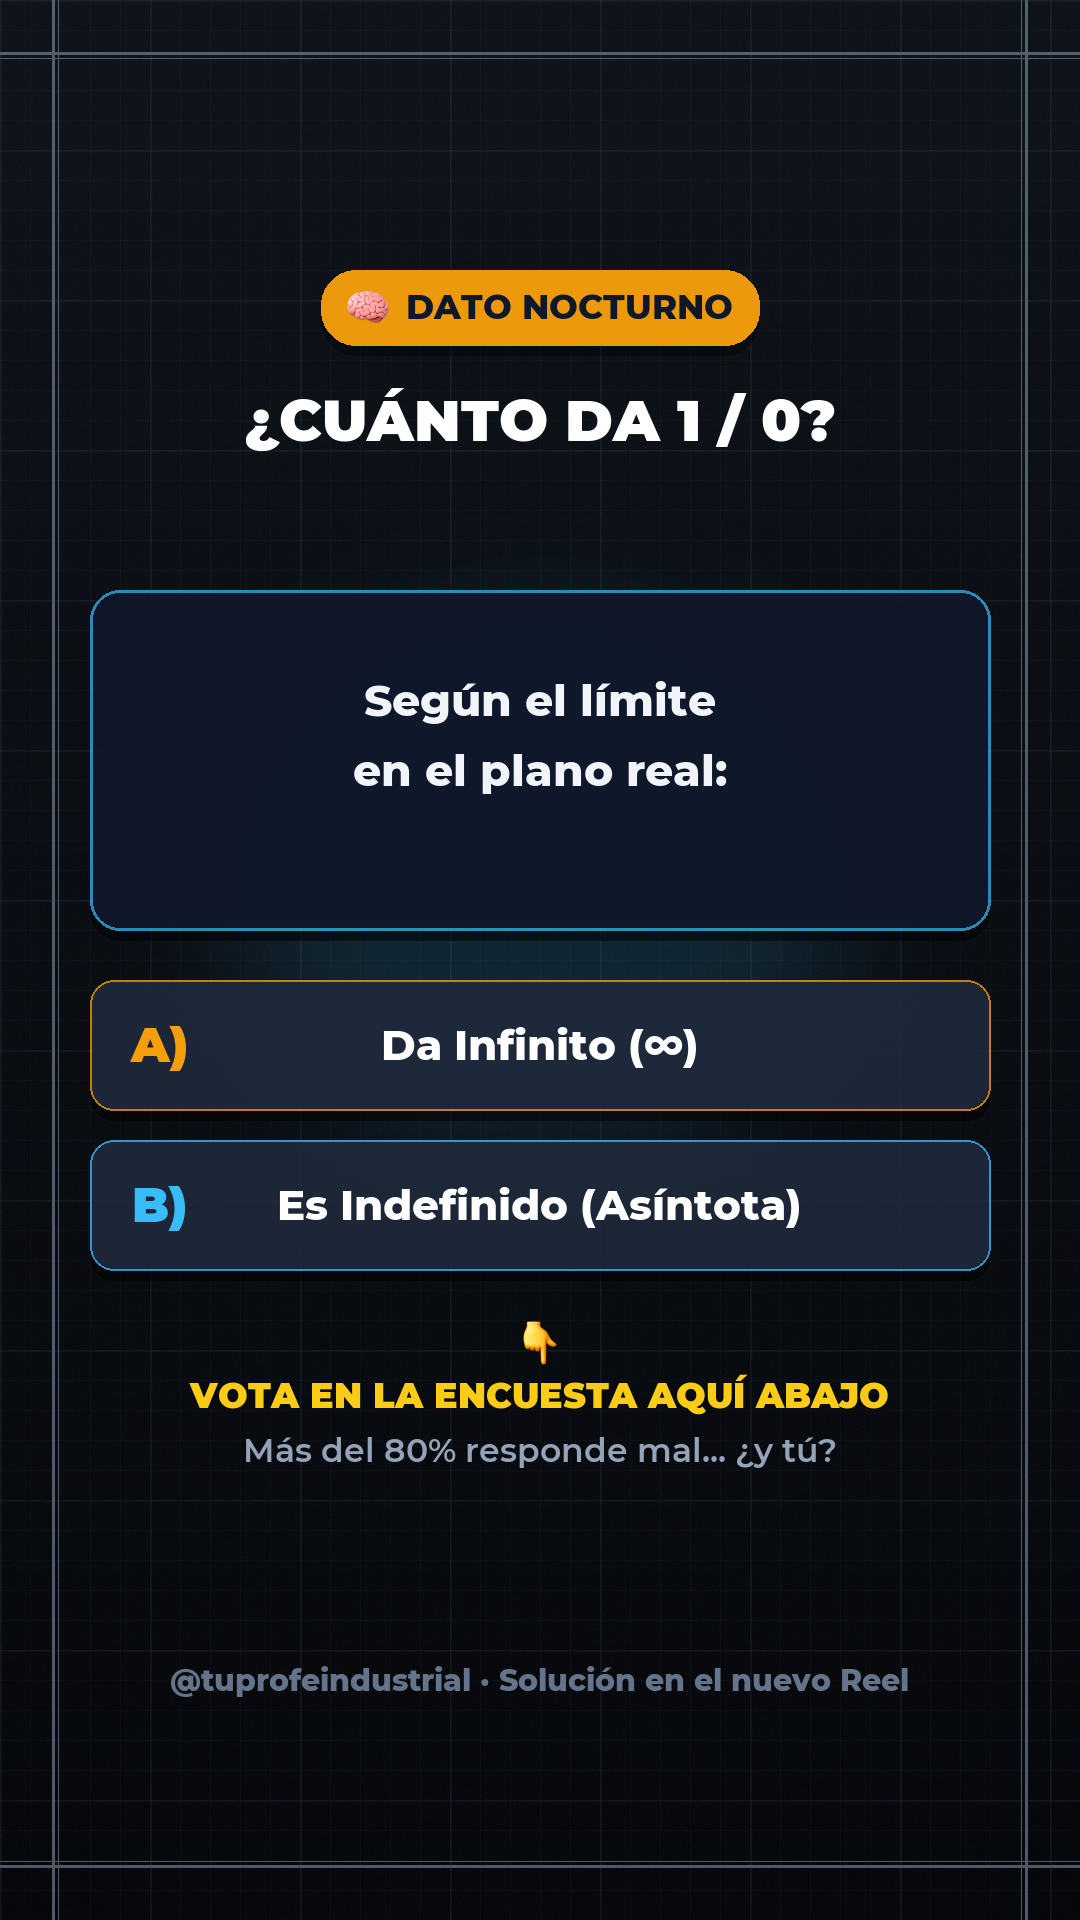 🧠 DATO NOCTURNO
¿CUÁNTO DA 1 / 0?
Según el límite
en el plano real:
A) Da Infinito (∞)
B) Es Indefinido (Asíntota)
👇
VOTA EN LA ENCUESTA AQUÍ ABAJO
Más del 80% responde mal... ¿y tú?
@tuprofeindustrial • Solución en el nuevo Reel